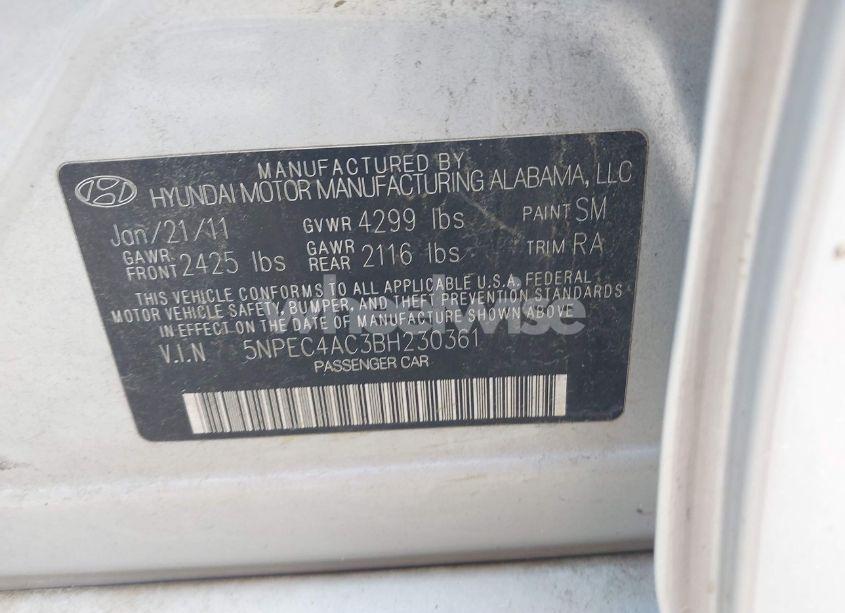 MANUFACTURED BY
HYUNDAI MOTOR MANUFACTURING ALABAMA, LLC
Jan/21/11 GVWR 4299 lbs PAINT SM
GAWR FRONT 2425 lbs GAWR REAR 2116 lbs TRIM RA
THIS VEHICLE CONFORMS TO ALL APPLICABLE U.S.A. FEDERAL
MOTOR VEHICLE SAFETY, BUMPER, AND THEFT PREVENTION STANDARDS
IN EFFECT ON THE DATE OF MANUFACTURE SHOWN ABOVE
wheelwise
V.I.N 5NPEC4AC3BH230361
PASSENGER CAR